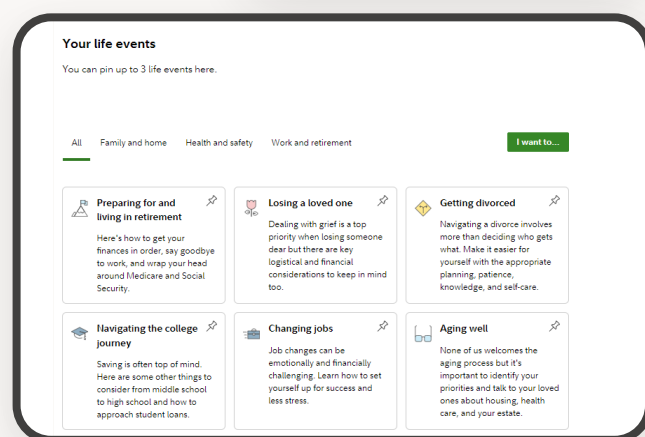 Your life events
You can pin up to 3 life events here.
All Family and home Health and safety Work and retirement I want to...
Preparing for and
living in retirement
Here's how to get your
finances in order, say goodbye
to work, and wrap your head
around Medicare and Social
Security.
Losing a loved one
Dealing with grief is a top
priority when losing someone
dear but there are key
logistical and financial
considerations to keep in mind
too.
Getting divorced
Navigating a divorce involves
more than deciding who gets
what. Make it easier for
yourself with the appropriate
planning, patience,
knowledge, and self-care.
Navigating the college
journey
Saving is often top of mind.
Here are some other things to
consider from middle school
to high school and how to
approach student loans.
Changing jobs
Job changes can be
emotionally and financially
challenging. Learn how to set
yourself up for success and
less stress.
Aging well
None of us welcomes the
aging process but it's
important to identify your
priorities and talk to your loved
ones about housing, health
care, and your estate.